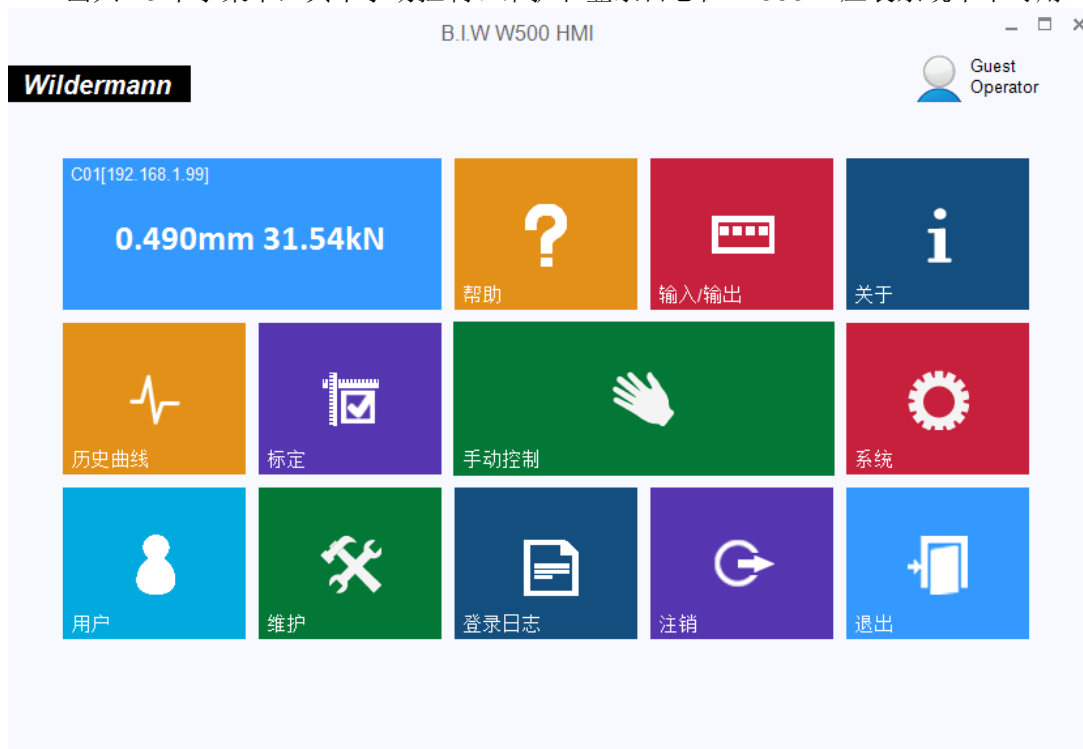 B.I.W W500 HMI
Wildermann
Guest
Operator
C01[192.168.1.99]
0.490mm 31.54kN
帮助
输入/输出
关于
历史曲线
标定
手动控制
系统
用户
维护
登录日志
注销
退出